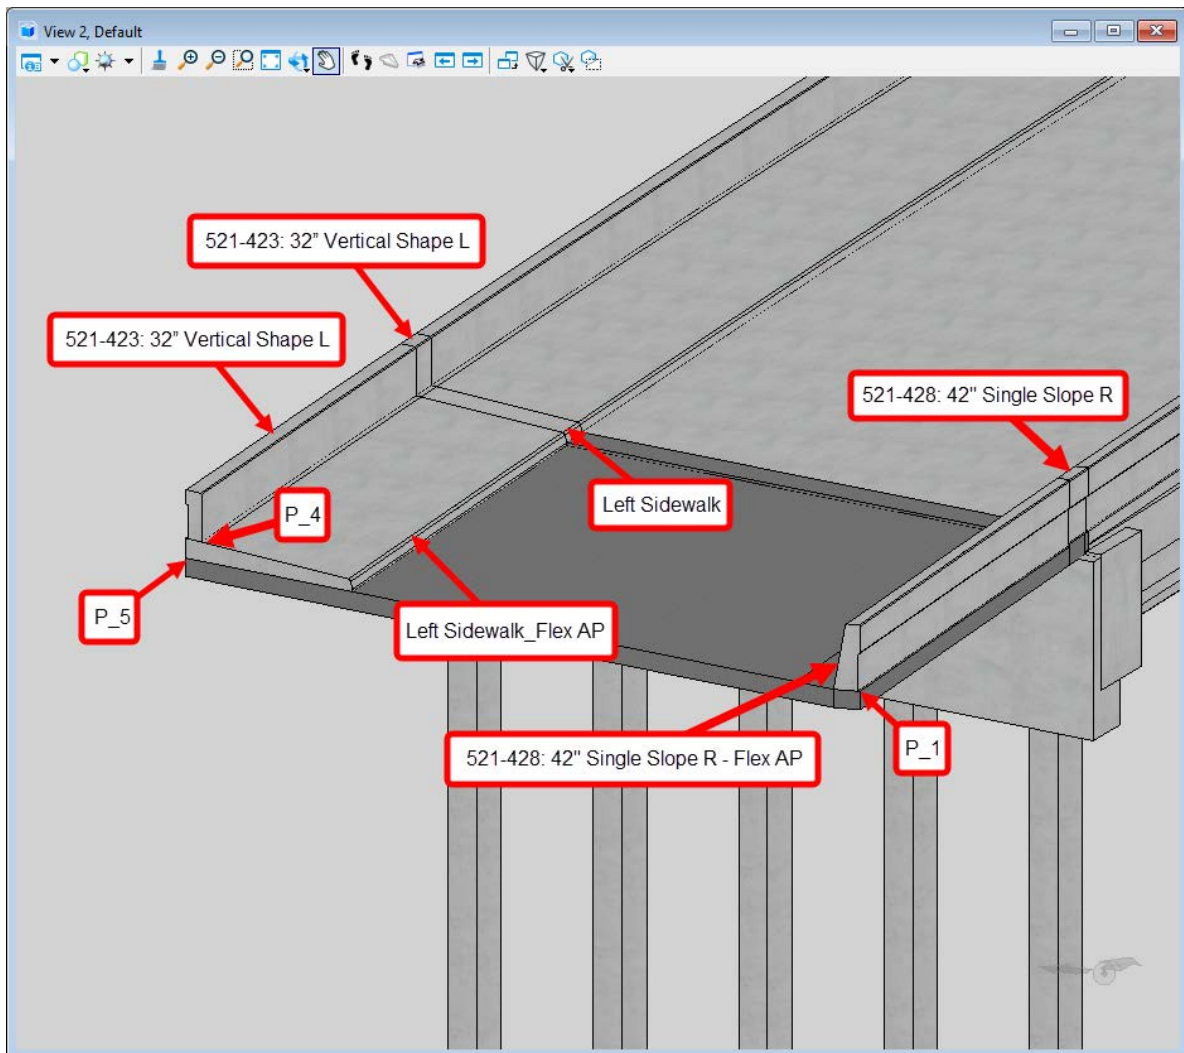 View 2, Default
521-423: 32” Vertical Shape L
521-423: 32” Vertical Shape L
521-428: 42" Single Slope R
P_4
Left Sidewalk
P_5
Left Sidewalk_Flex AP
521-428: 42" Single Slope R - Flex AP
P_1